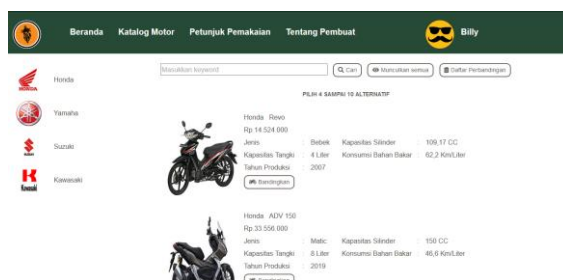 Beranda Katalog Motor Petunjuk Pemakaian Tentang Pembuat Billy
Masukkan keyword Cari Munculkan semua Daftar Perbandingan
PILIH 4 SAMPAI 10 ALTERNATIF
HONDA
Honda
Yamaha
SUZUKI
Suzuki
Kawasaki
Kawasaki
Honda Revo
Rp 14.524.000
Jenis : Bebek Kapasitas Silinder : 109,17 CC
Kapasitas Tangki : 4 Liter Konsumsi Bahan Bakar : 62,2 Km/Liter
Tahun Produksi : 2007
Bandingkan
Honda ADV 150
Rp 33.556.000
Jenis : Matic Kapasitas Silinder : 150 CC
Kapasitas Tangki : 8 Liter Konsumsi Bahan Bakar : 46,6 Km/Liter
Tahun Produksi : 2019
Bandingkan